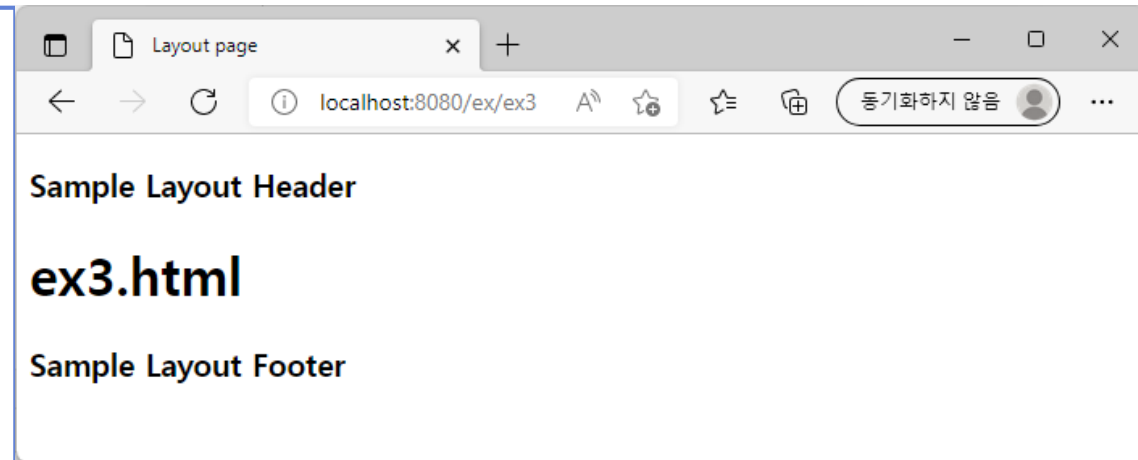 Layout page
localhost:8080/ex/ex3
동기화하지 않음
Sample Layout Header
ex3.html
Sample Layout Footer